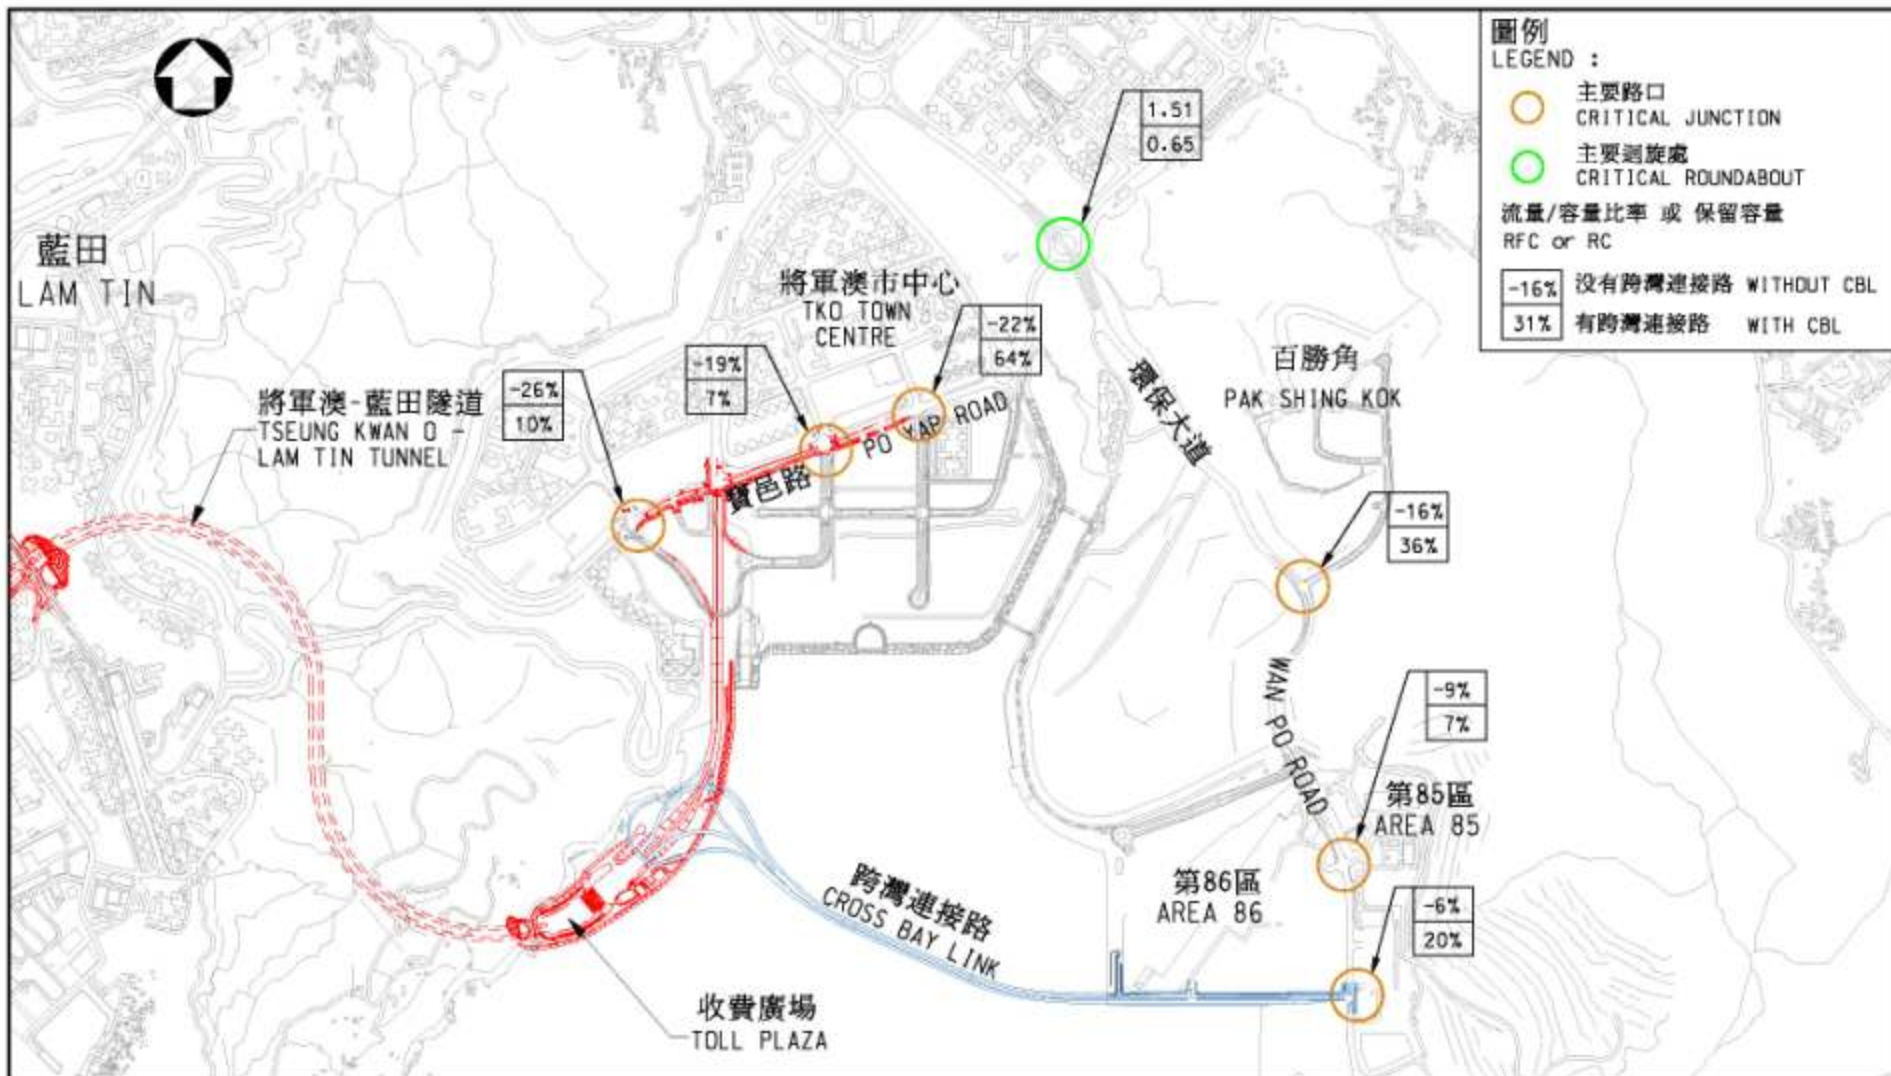 圖例
LEGEND :
主要路口
CRITICAL JUNCTION
主要迴旋處
CRITICAL ROUNDABOUT
流量/容量比率 或 保留容量
RFC or RC
-16% 没有跨灣連接路 WITHOUT CBL
31% 有跨灣連接路 WITH CBL
1.51
0.65
藍田
LAM TIN
將軍澳市中心
TKO TOWN
CENTRE
-22%
64%
-19%
7%
-26%
10%
將軍澳-藍田隧道
TSEUNG KWAN O -
LAM TIN TUNNEL
寶邑路 PO YAP ROAD
環保大道
百勝角
PAK SHING KOK
-16%
36%
WAN PO ROAD
-9%
7%
第85區
AREA 85
第86區
AREA 86
-6%
20%
跨灣連接路
CROSS BAY LINK
收費廣場
TOLL PLAZA